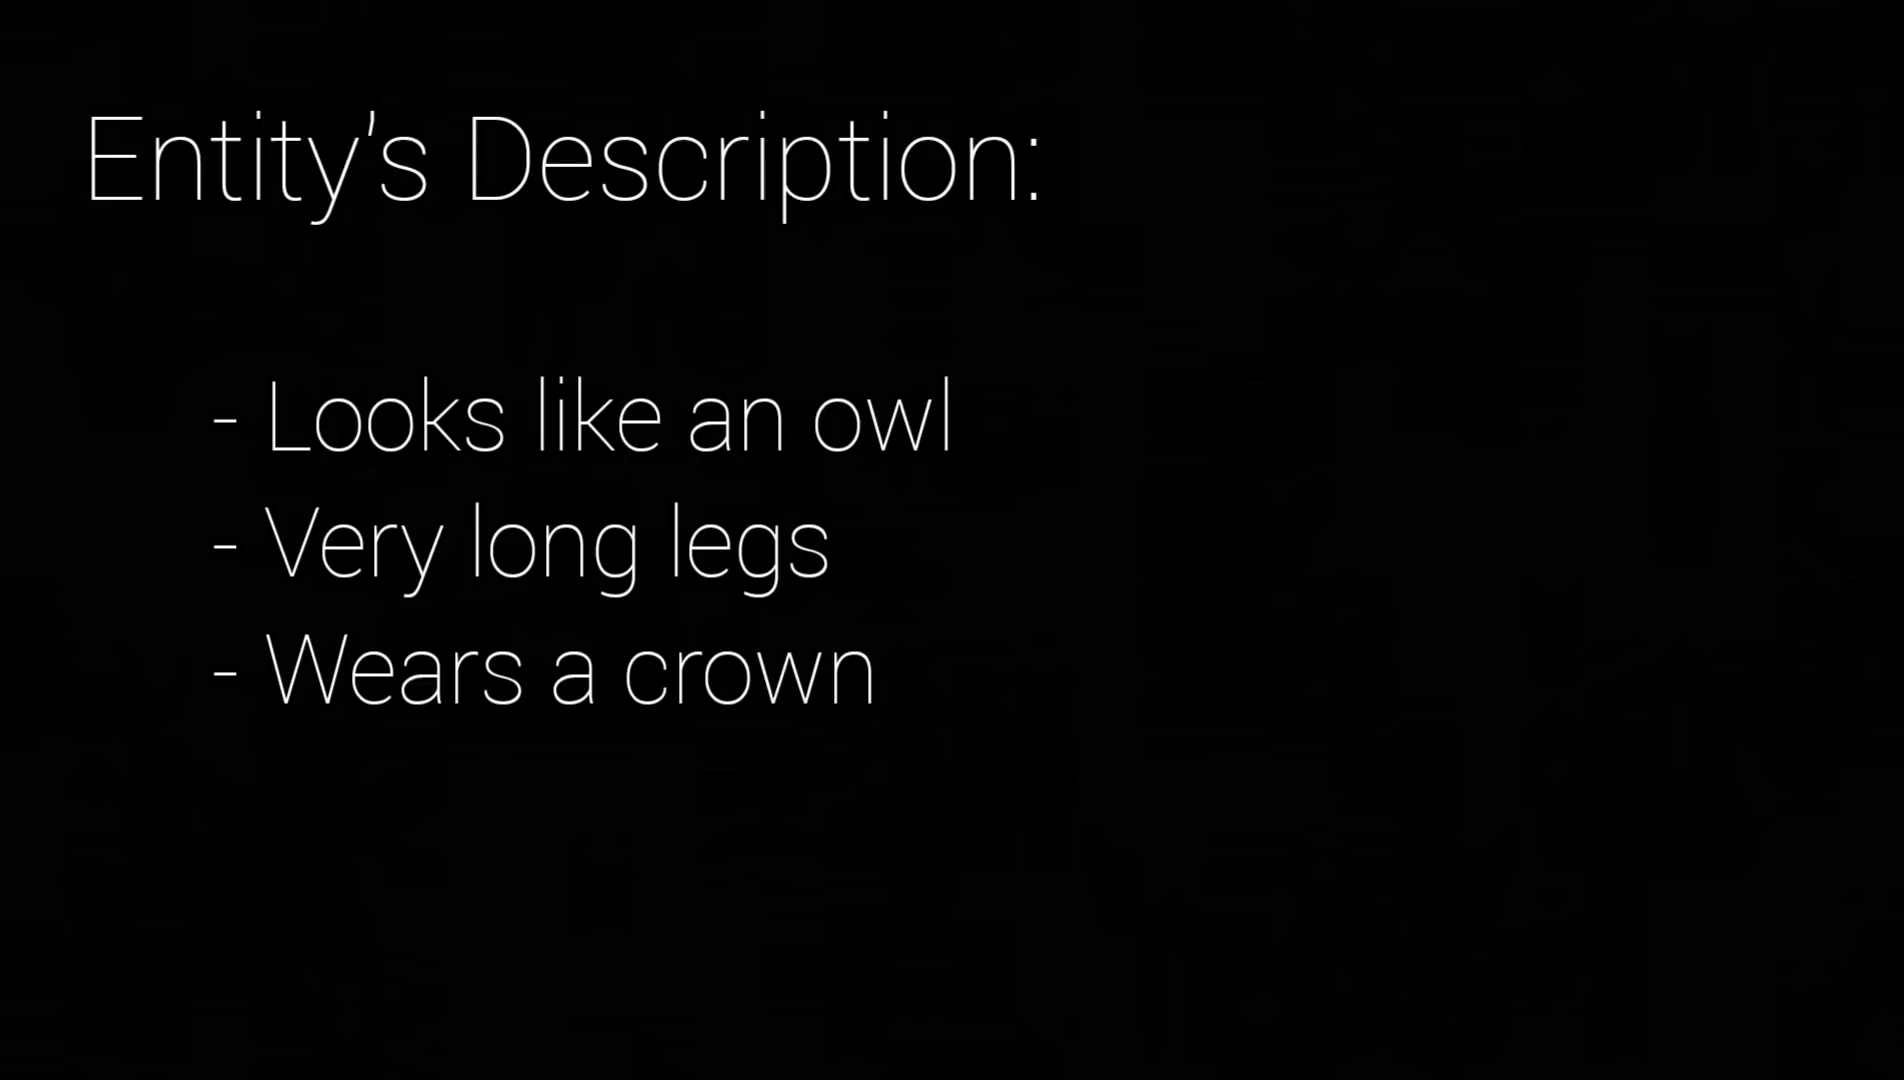 Entity's Description:
- Looks like an owl
- Very long legs
- Wears a crown